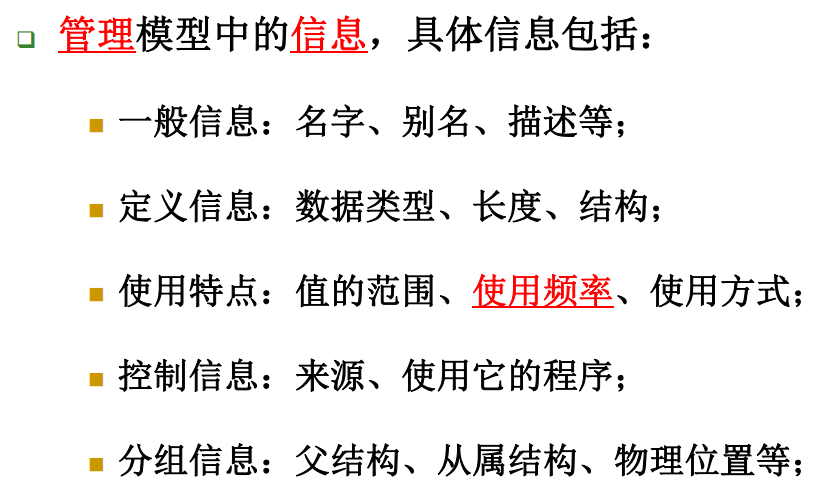 管理模型中的信息，具体信息包括：
一般信息：名字、别名、描述等；
定义信息：数据类型、长度、结构；
使用特点：值的范围、使用频率、使用方式；
控制信息：来源、使用它的程序；
分组信息：父结构、从属结构、物理位置等；